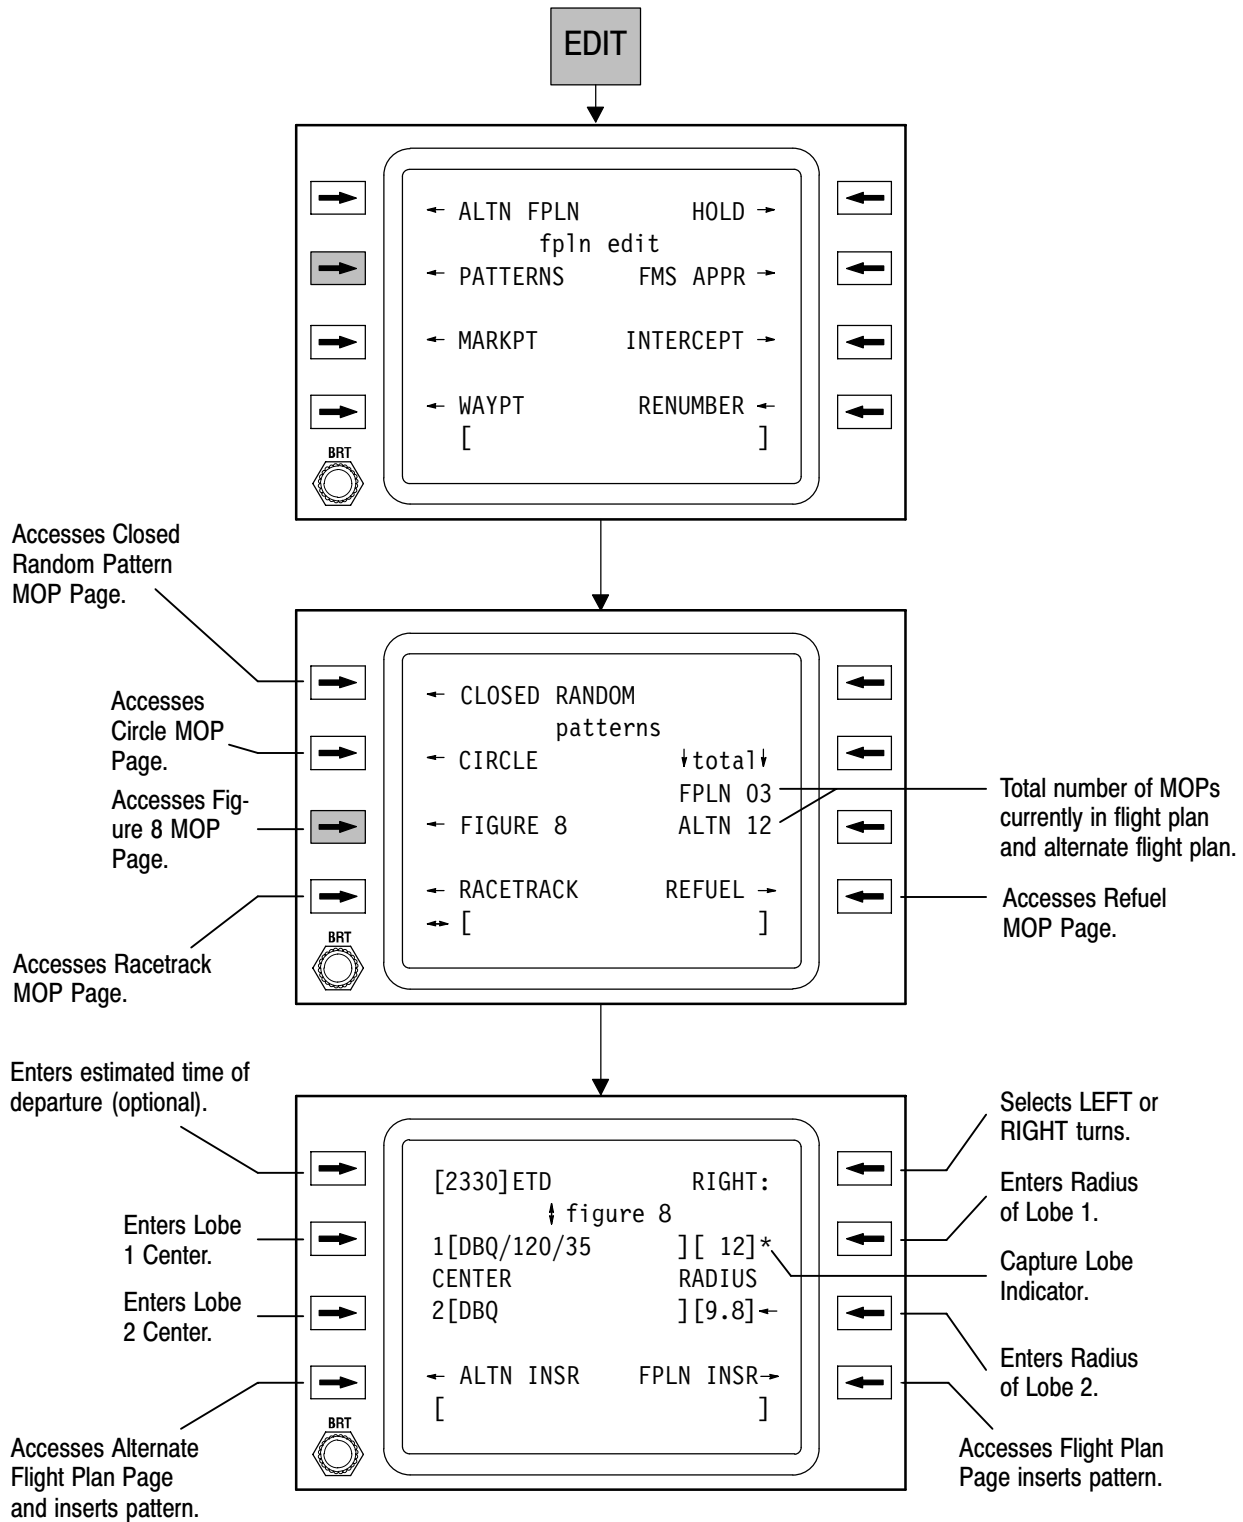 EDIT
← ALTN FPLN HOLD →
fpln edit
← PATTERNS FMS APPR →
← MARKPT INTERCEPT →
← WAYPT RENUMBER ←
[ ]
BRT
Accesses Closed
Random Pattern
MOP Page.
Accesses
Circle MOP
Page.
Accesses Fig-
ure 8 MOP
Page.
Accesses Racetrack
MOP Page.
← CLOSED RANDOM
patterns
← CIRCLE ↓total↓
FPLN 03
← FIGURE 8 ALTN 12
← RACETRACK REFUEL →
↔ [ ]
BRT
Total number of MOPs
currently in flight plan
and alternate flight plan.
Accesses Refuel
MOP Page.
Enters estimated time of
departure (optional).
Enters Lobe
1 Center.
Enters Lobe
2 Center.
Accesses Alternate
Flight Plan Page
and inserts pattern.
[2330]ETD RIGHT:
↕ figure 8
1[DBQ/120/35 ][ 12]*
CENTER RADIUS
2[DBQ ][9.8]←
← ALTN INSR FPLN INSR→
[ ]
BRT
Selects LEFT or
RIGHT turns.
Enters Radius
of Lobe 1.
Capture Lobe
Indicator.
Enters Radius
of Lobe 2.
Accesses Flight Plan
Page inserts pattern.